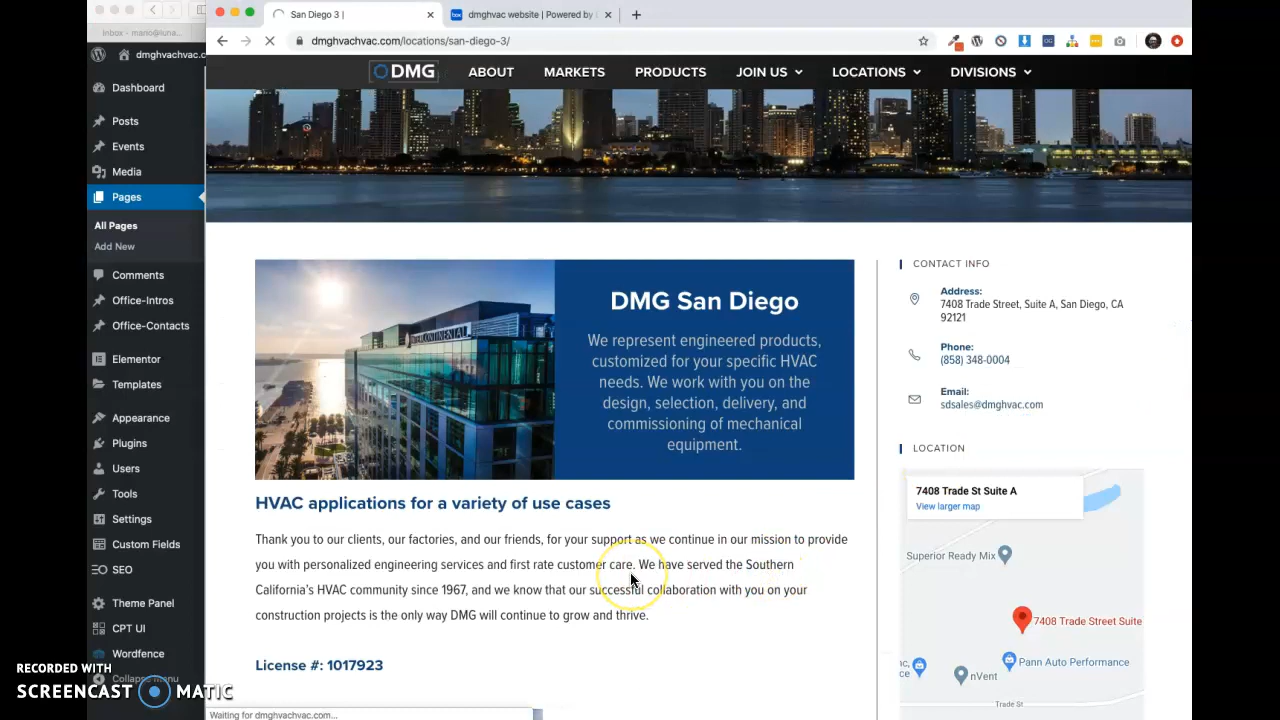 San Diego 3 |
dmghvac website | Powered by
Inbox - mario@luna...
dmghvachvac.c
dmghvachvac.com/locations/san-diego-3/
DMG
ABOUT
MARKETS
PRODUCTS
JOIN US
LOCATIONS
DIVISIONS
Dashboard
Posts
Events
Media
Pages
All Pages
Add New
Comments
Office-Intros
Office-Contacts
Elementor
Templates
Appearance
Plugins
Users
Tools
Settings
Custom Fields
SEO
Theme Panel
CPT UI
Wordfence
Collapse menu
INTERCONTINENTAL
DMG San Diego
We represent engineered products,
customized for your specific HVAC
needs. We work with you on the
design, selection, delivery, and
commissioning of mechanical
equipment.
HVAC applications for a variety of use cases
Thank you to our clients, our factories, and our friends, for your support as we continue in our mission to provide
you with personalized engineering services and first rate customer care. We have served the Southern
California's HVAC community since 1967, and we know that our successful collaboration with you on your
construction projects is the only way DMG will continue to grow and thrive.
License #: 1017923
CONTACT INFO
Address:
7408 Trade Street, Suite A, San Diego, CA
92121
Phone:
(858) 348-0004
Email:
sdsales@dmghvac.com
LOCATION
7408 Trade St Suite A
View larger map
Superior Ready Mix
7408 Trade Street Suite
Pann Auto Performance
nVent
Trade St
Waiting for dmghvachvac.com...
RECORDED WITH
SCREENCAST MATIC